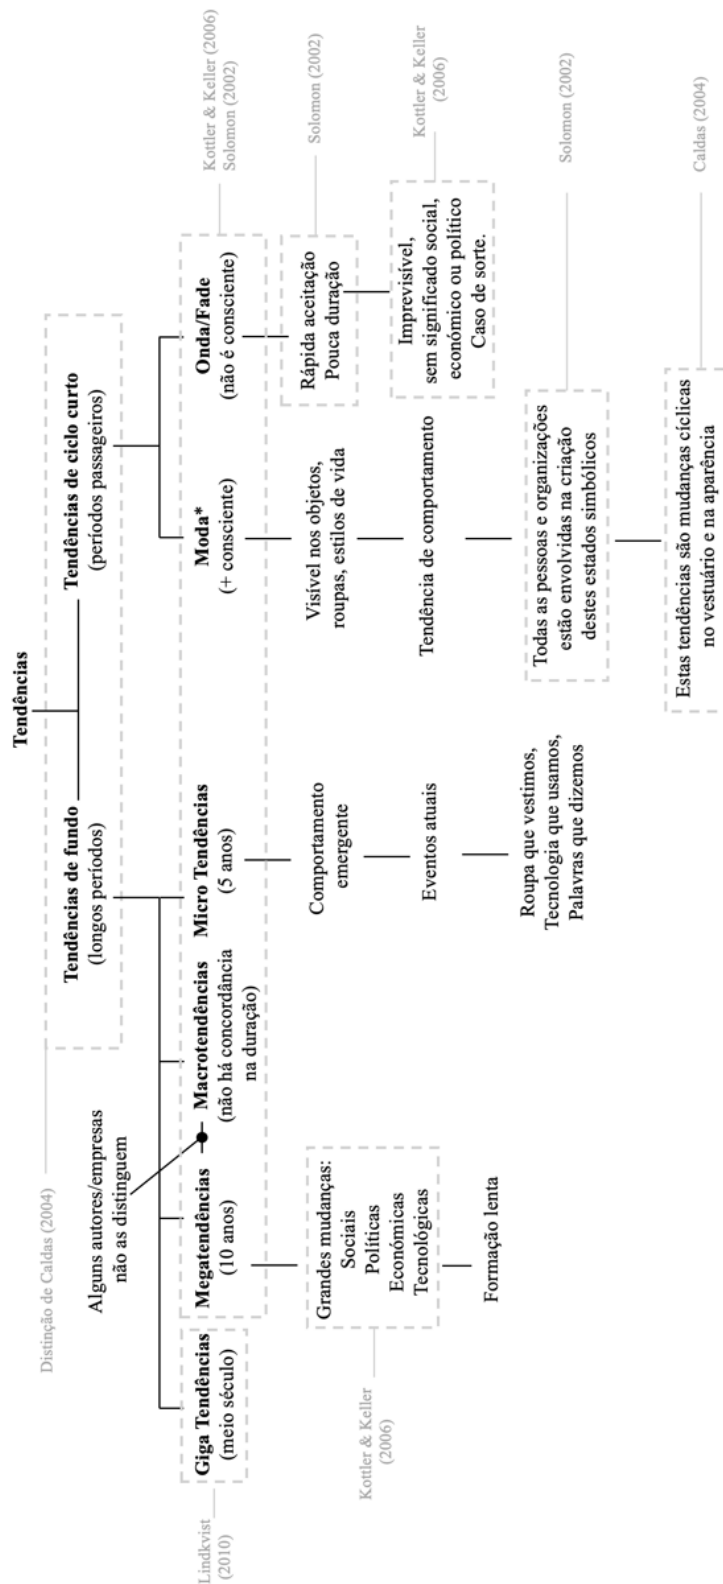 Tendências
Distinção de Caldas (2004)
Tendências de fundo
(longos períodos)
Tendências de ciclo curto
(períodos passageiros)
Alguns autores/empresas
não as distinguem
Kottler & Keller (2006)
Solomon (2002)
Lindkvist
(2010)
Giga Tendências
(meio século)
Megatendências
(10 anos)
Macrotendências
(não há concordância
na duração)
Micro Tendências
(5 anos)
Moda*
(+ consciente)
Onda/Fade
(não é consciente)
Kottler & Keller
(2006)
Grandes mudanças:
Sociais
Políticas
Económicas
Tecnológicas
Formação lenta
Comportamento
emergente
Eventos atuais
Roupa que vestimos,
Tecnologia que usamos,
Palavras que dizemos
Visível nos objetos,
roupas, estilos de vida
Tendência de comportamento
Todas as pessoas e organizações
estão envolvidas na criação
destes estados simbólicos
Solomon (2002)
Estas tendências são mudanças cíclicas
no vestuário e na aparência
Caldas (2004)
Rápida aceitação
Pouca duração
Solomon (2002)
Imprevisível,
sem significado social,
económico ou político
Caso de sorte.
Kottler & Keller
(2006)